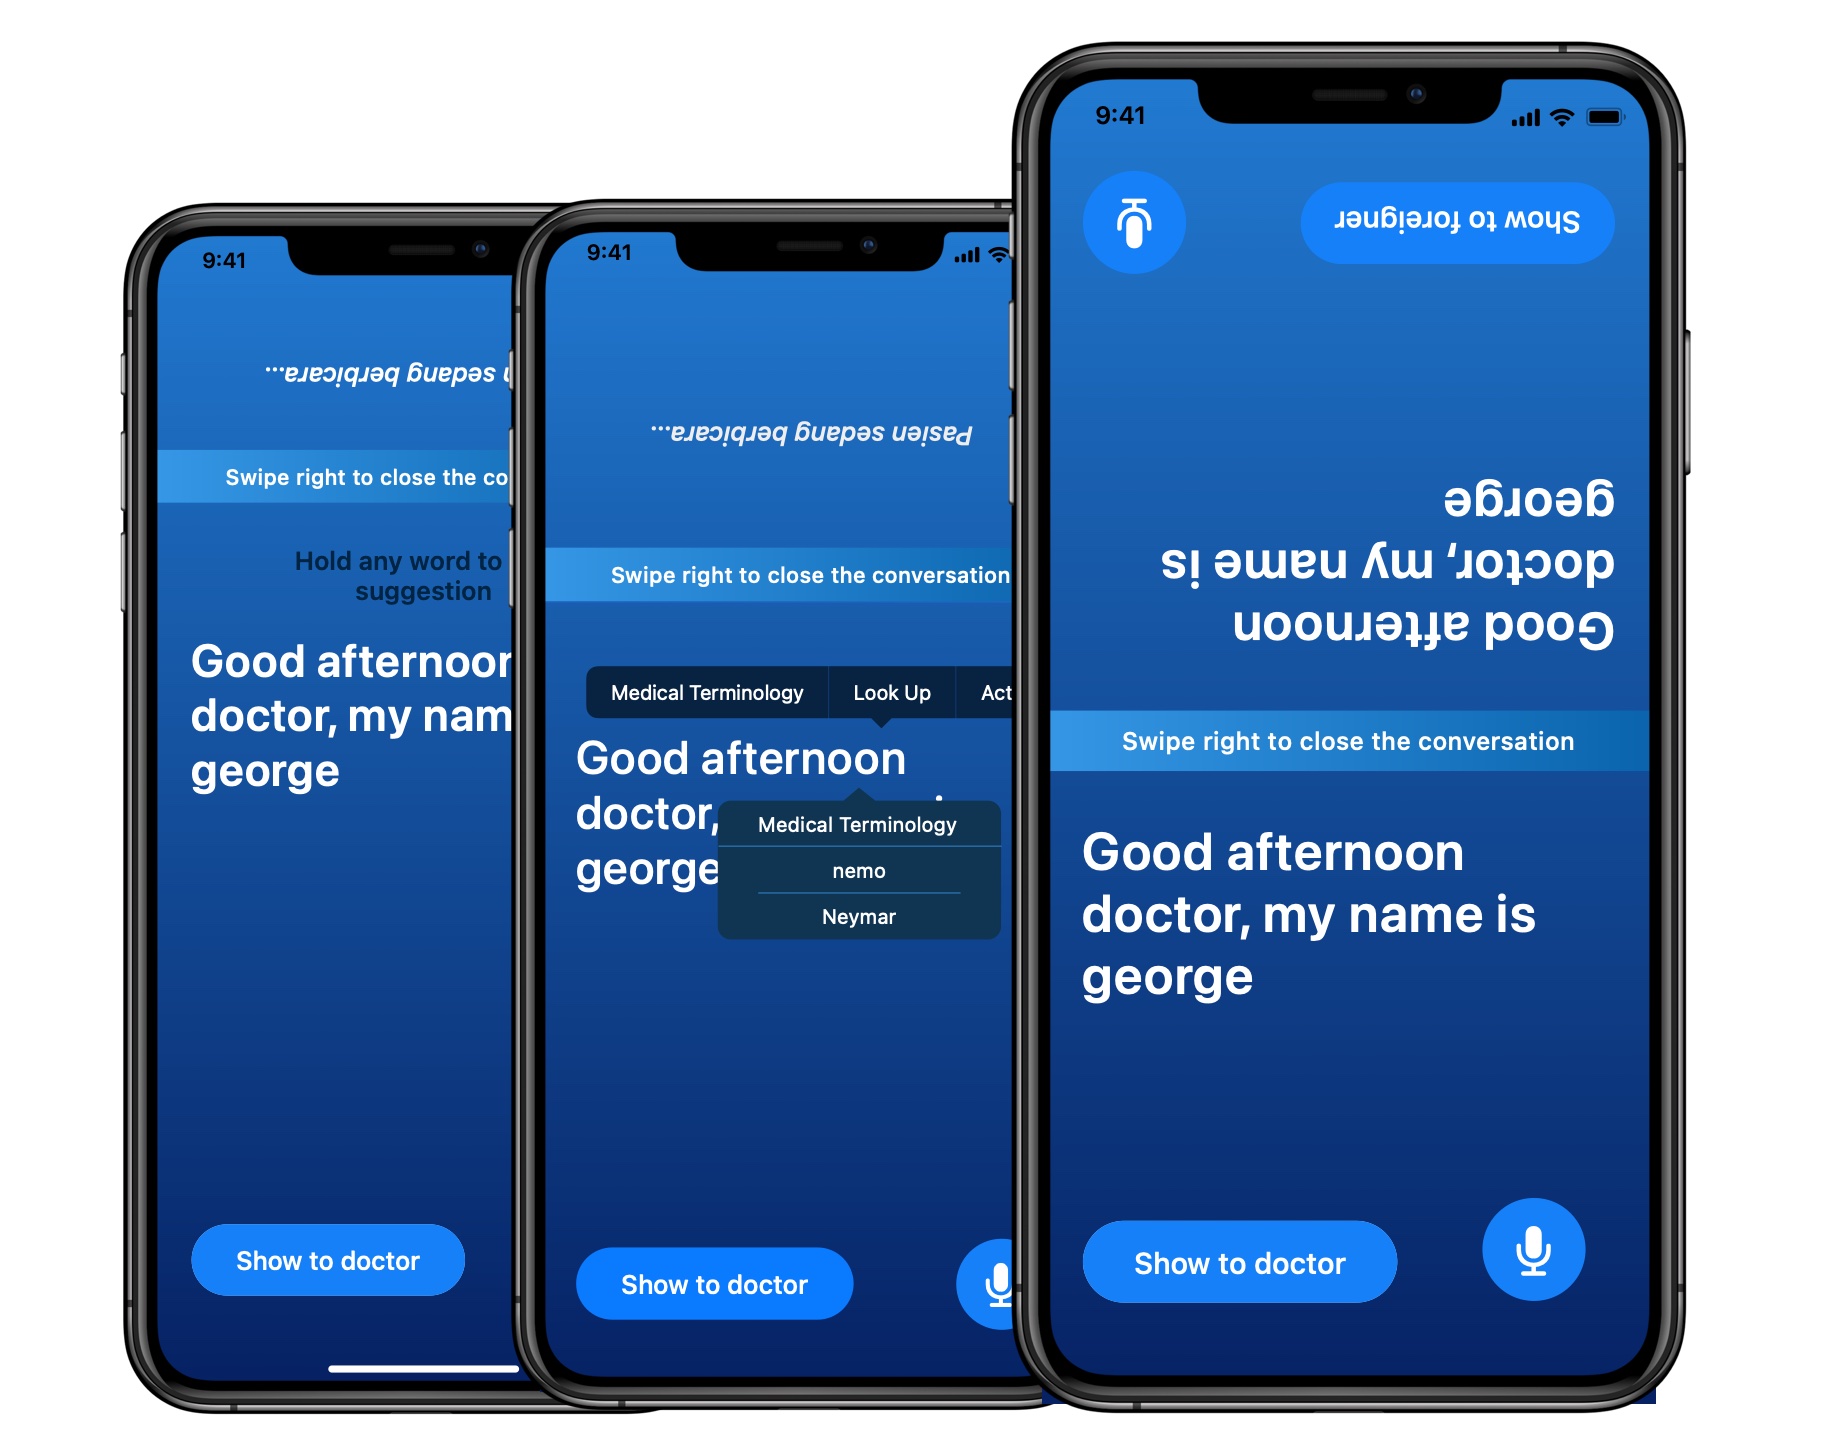 9:41
sedang berbicara...
Swipe right to close the co
Hold any word to
suggestion
Good afternoon
doctor, my nam
george
Show to doctor
9:41
Pasien sedang berbicara...
Swipe right to close the conversation
Medical Terminology
Look Up
Act
Good afternoon
doctor,
george
Medical Terminology
nemo
Neymar
Show to doctor
9:41
Show to foreigner
Good afternoon
doctor, my name is
george
Swipe right to close the conversation
Good afternoon
doctor, my name is
george
Show to doctor